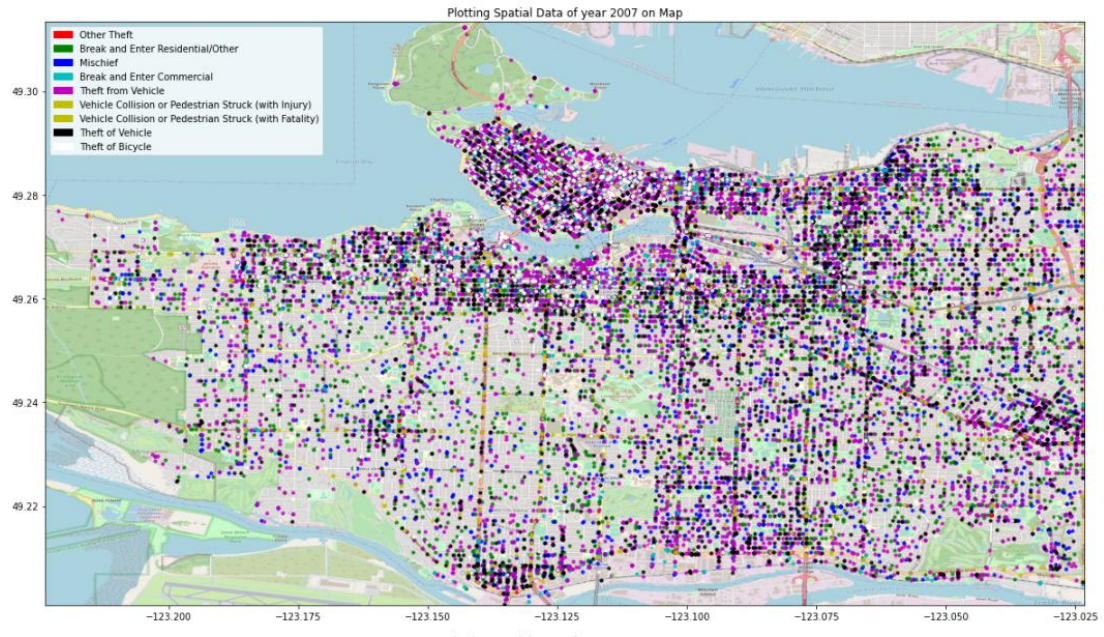 Plotting Spatial Data of year 2007 on Map
Other Theft
Break and Enter Residential/Other
Mischief
Break and Enter Commercial
Theft from Vehicle
Vehicle Collision or Pedestrian Struck (with Injury)
Vehicle Collision or Pedestrian Struck (with Fatality)
Theft of Vehicle
Theft of Bicycle
49.30
49.28
49.26
49.24
49.22
−123.200
−123.175
−123.150
−123.125
−123.100
−123.075
−123.050
−123.025